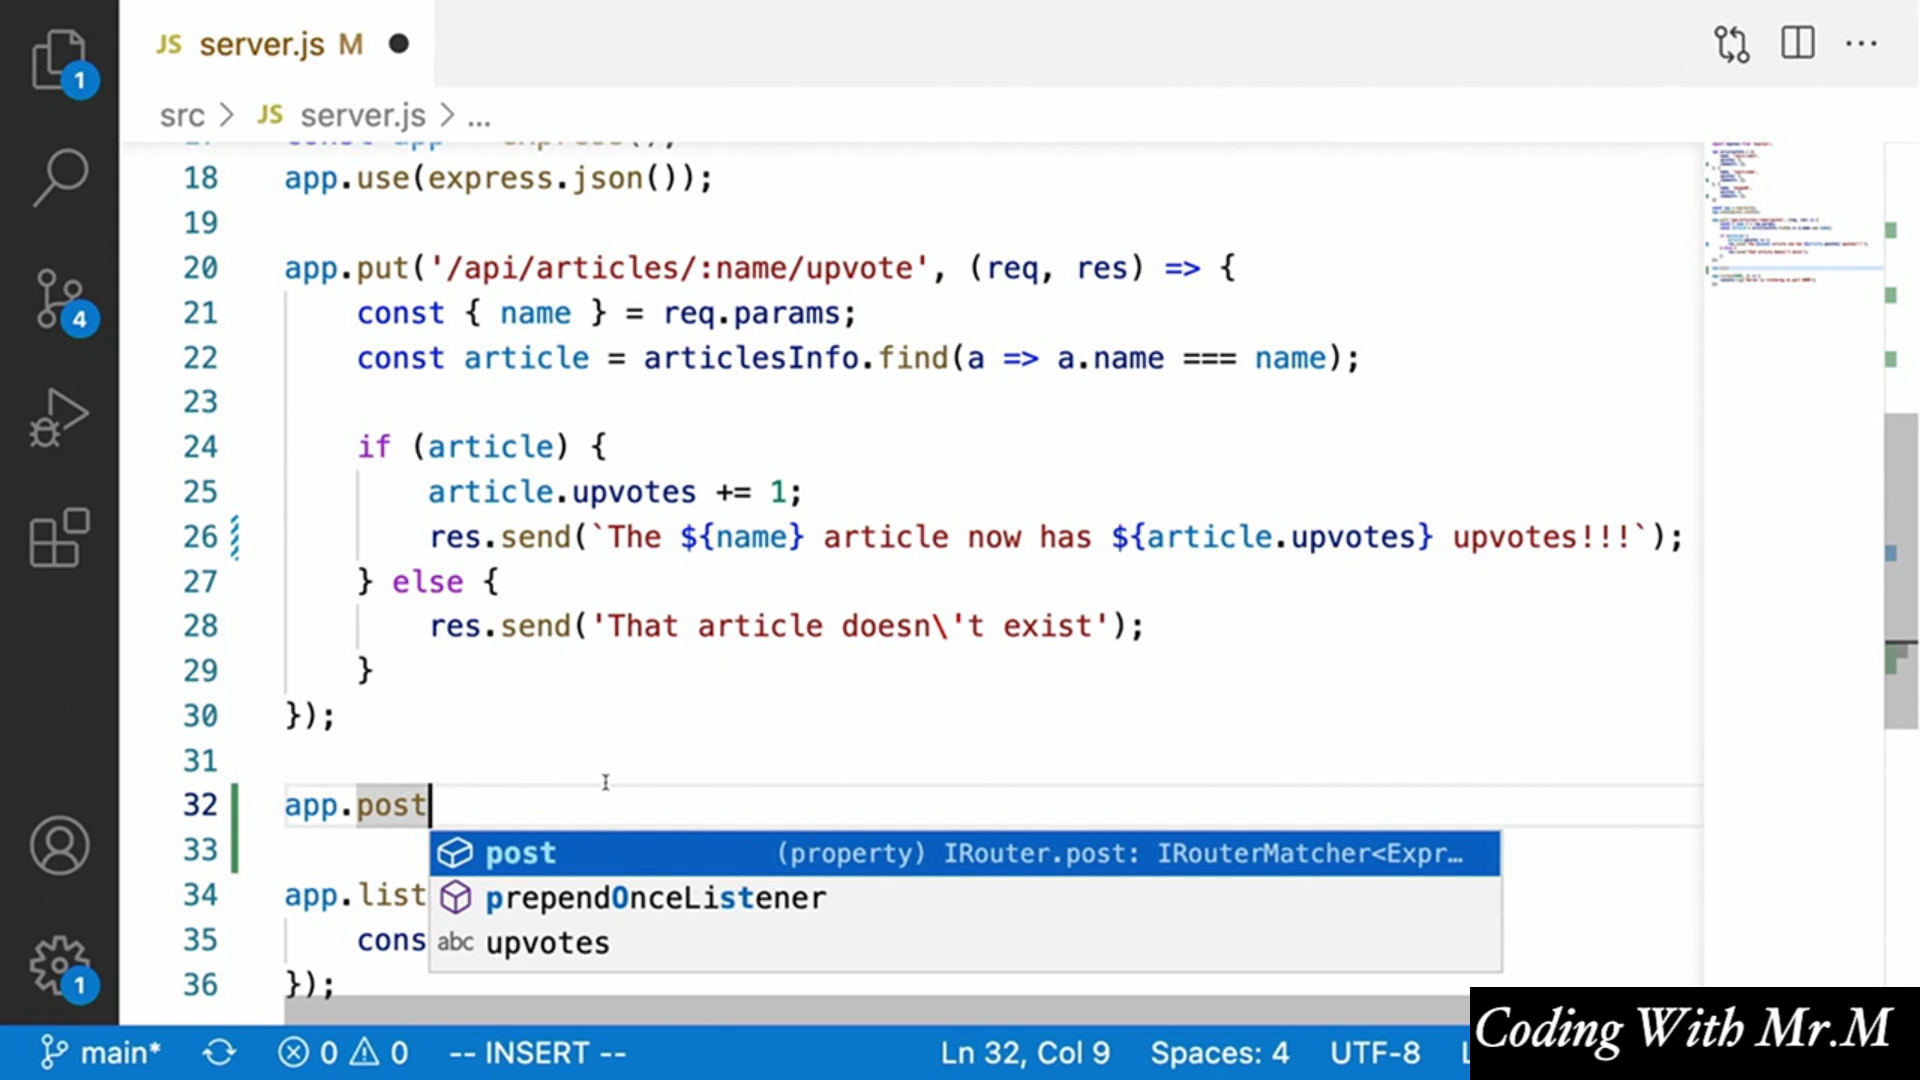 JS server.js M
src > JS server.js > ...
18 app.use(express.json());
19
20 app.put('/api/articles/:name/upvote', (req, res) => {
21 const { name } = req.params;
22 const article = articlesInfo.find(a => a.name === name);
23
24 if (article) {
25 article.upvotes += 1;
26 res.send(`The ${name} article now has ${article.upvotes} upvotes!!!`);
27 } else {
28 res.send('That article doesn\'t exist');
29 }
30 });
31
32 app.post
33 post (property) IRouter.post: IRouterMatcher<Expr…
34 app.list prependOnceListener
35 cons abc upvotes
36 });
1
4
1
main* 0 0 -- INSERT -- Ln 32, Col 9 Spaces: 4 UTF-8 L
Coding With Mr.M